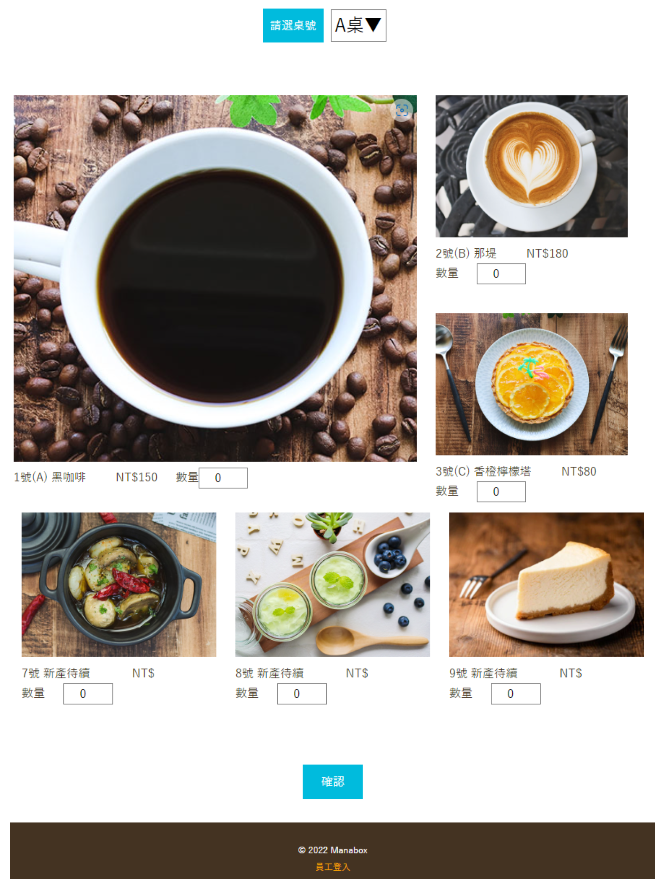 請選桌號 A桌▼
2號(B) 那堤 NT$180
數量 0
1號(A) 黑咖啡 NT$150 數量 0
3號(C) 香橙檸檬塔 NT$80
數量 0
7號 新產待續 NT$
數量 0
8號 新產待續 NT$
數量 0
9號 新產待續 NT$
數量 0
確認
© 2022 Manabox
員工登入